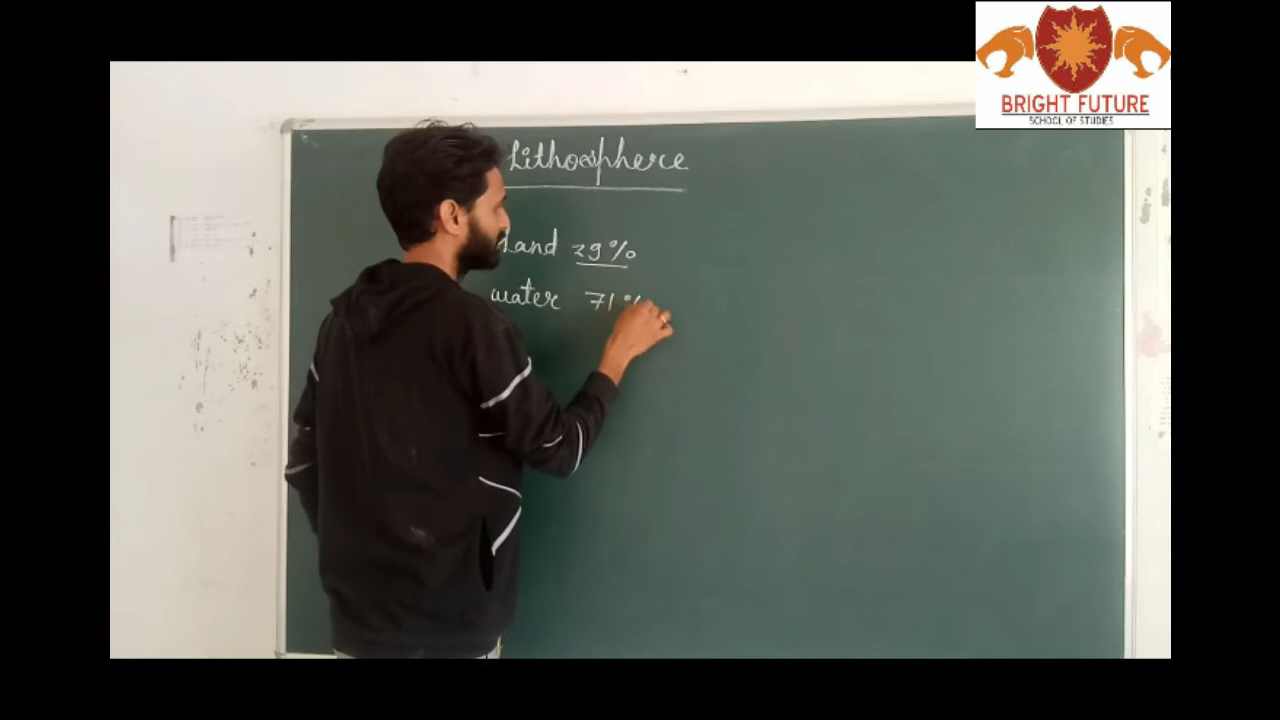 BRIGHT FUTURE
SCHOOL OF STUDIES
Lithosphere
Land 29%
water 71%